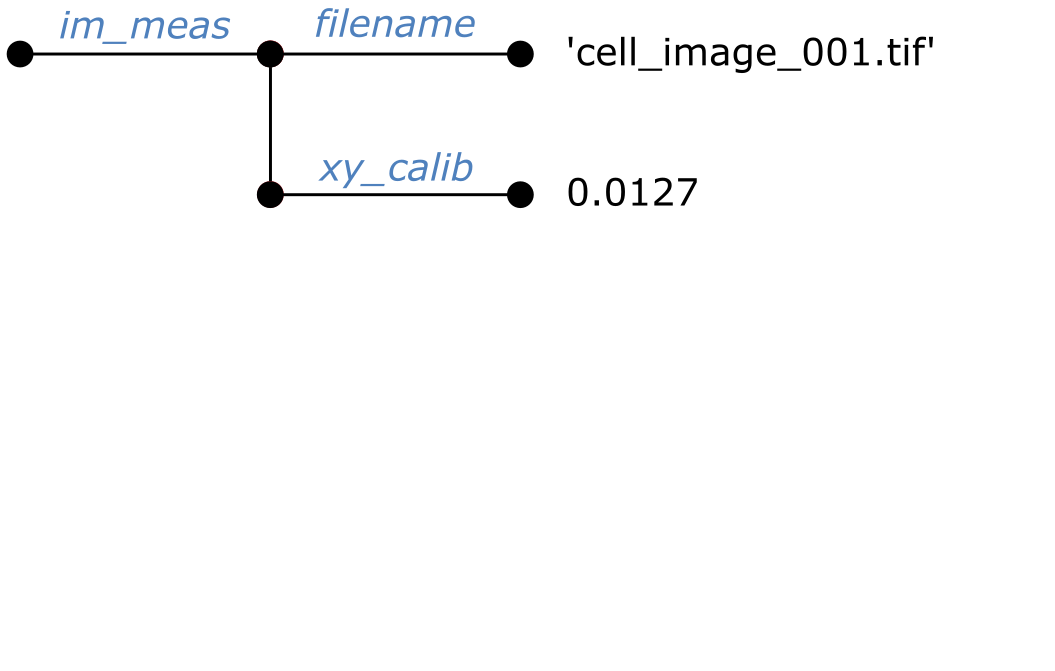 im_meas filename 'cell_image_001.tif'
xy_calib 0.0127